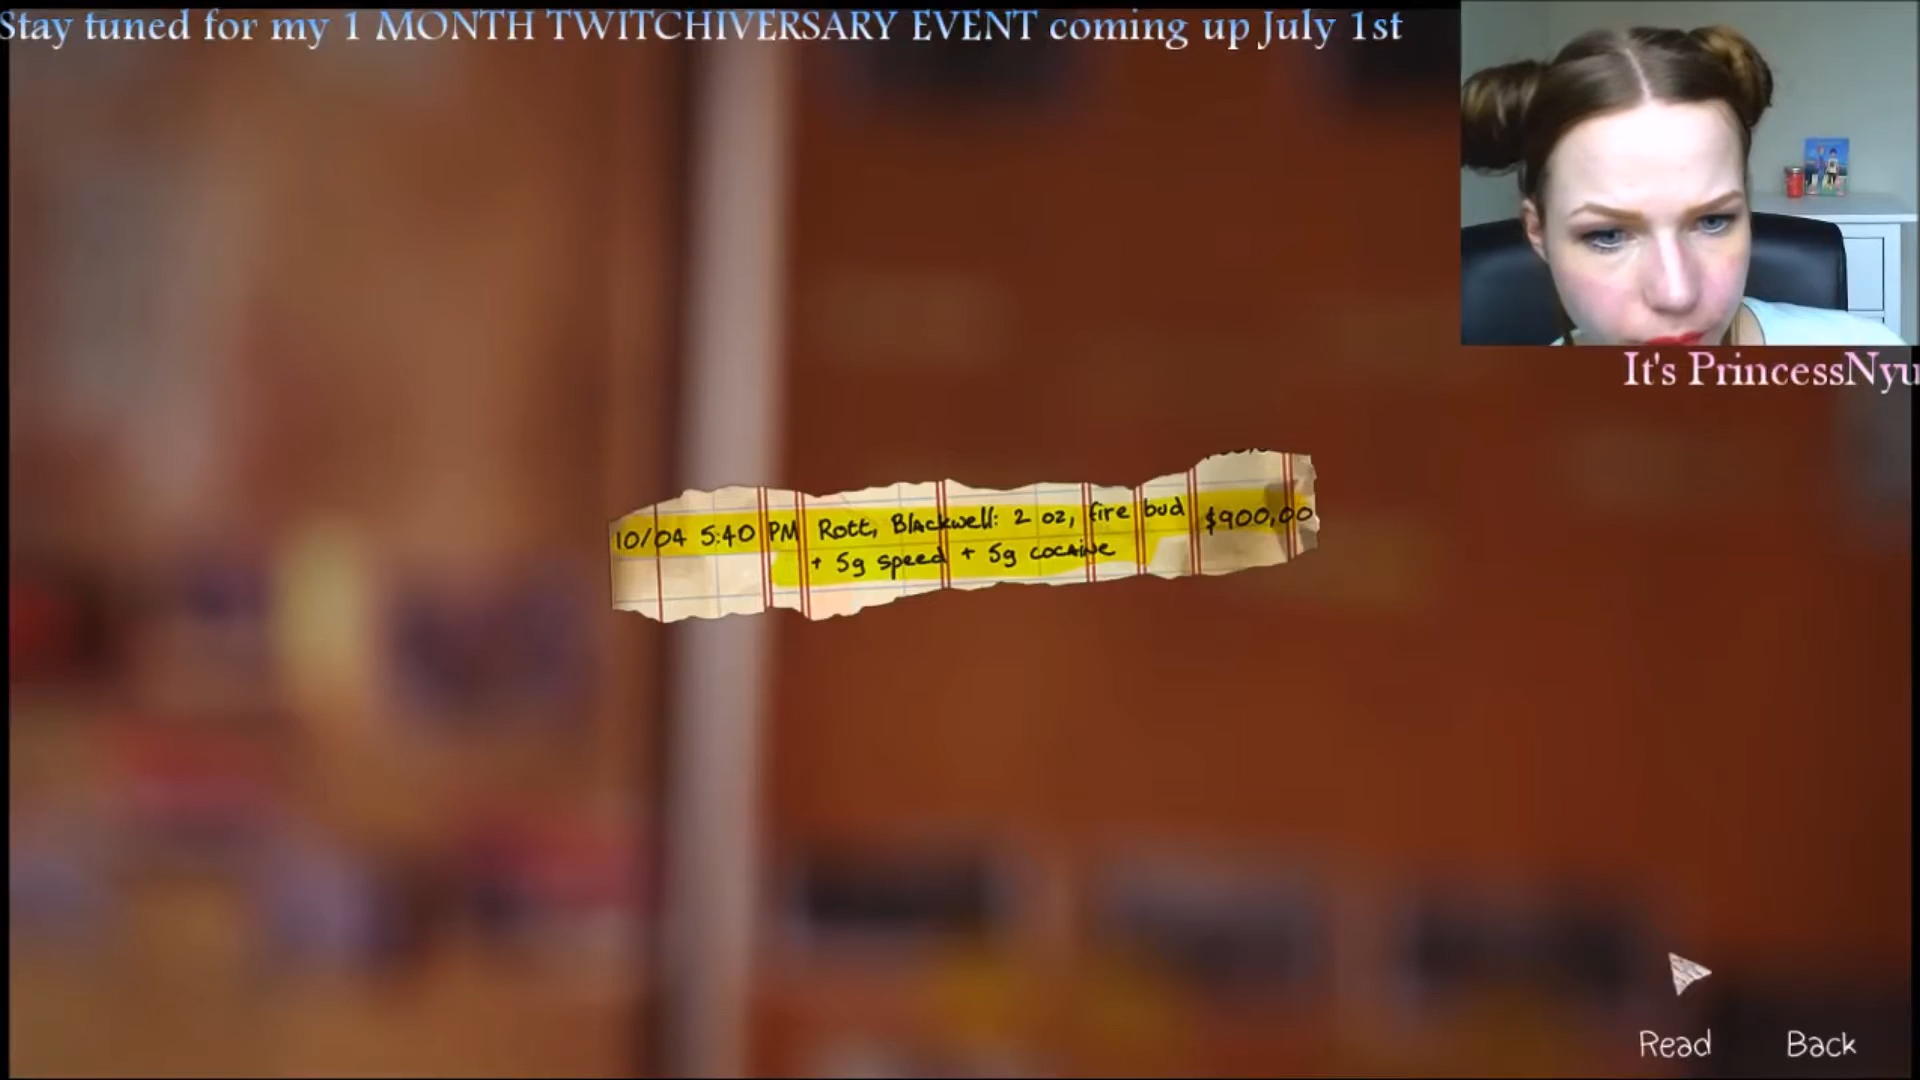 Stay tuned for my 1 MONTH TWITCHIVERSARY EVENT coming up July 1st
It's PrincessNyu
10/04 5:40 PM Rott, Blackwell: 2 oz, fire bud $900,00
+ 5g speed + 5g cocaine
Read Back